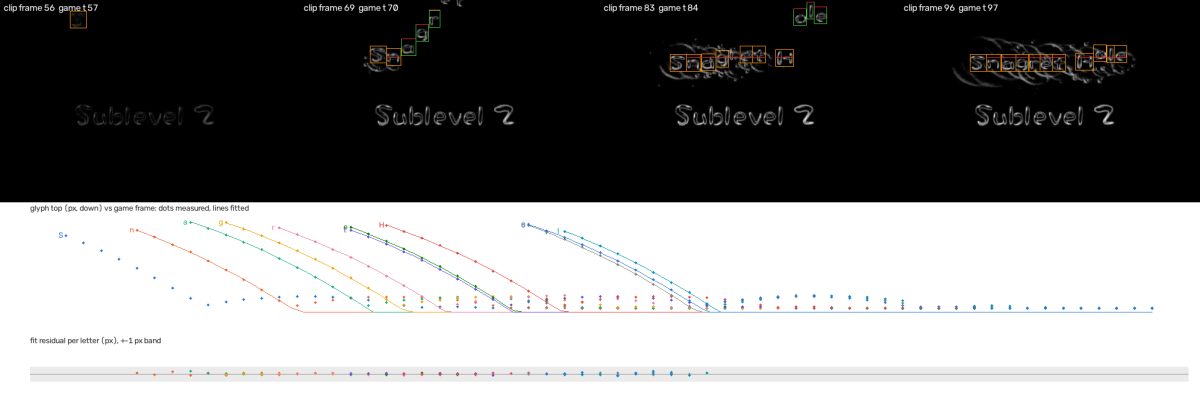 clip frame 56 game t 57
S
Sublevel 2
clip frame 69 game t 70
S n a g r
Sublevel 2
clip frame 83 game t 84
S n a g r e t H
o l e
Sublevel 2
clip frame 96 game t 97
S n a g r e t H o l e
Sublevel 2
glyph top (px, down) vs game frame: dots measured, lines fitted
S n a g r t H l
fit residual per letter (px), +-1 px band